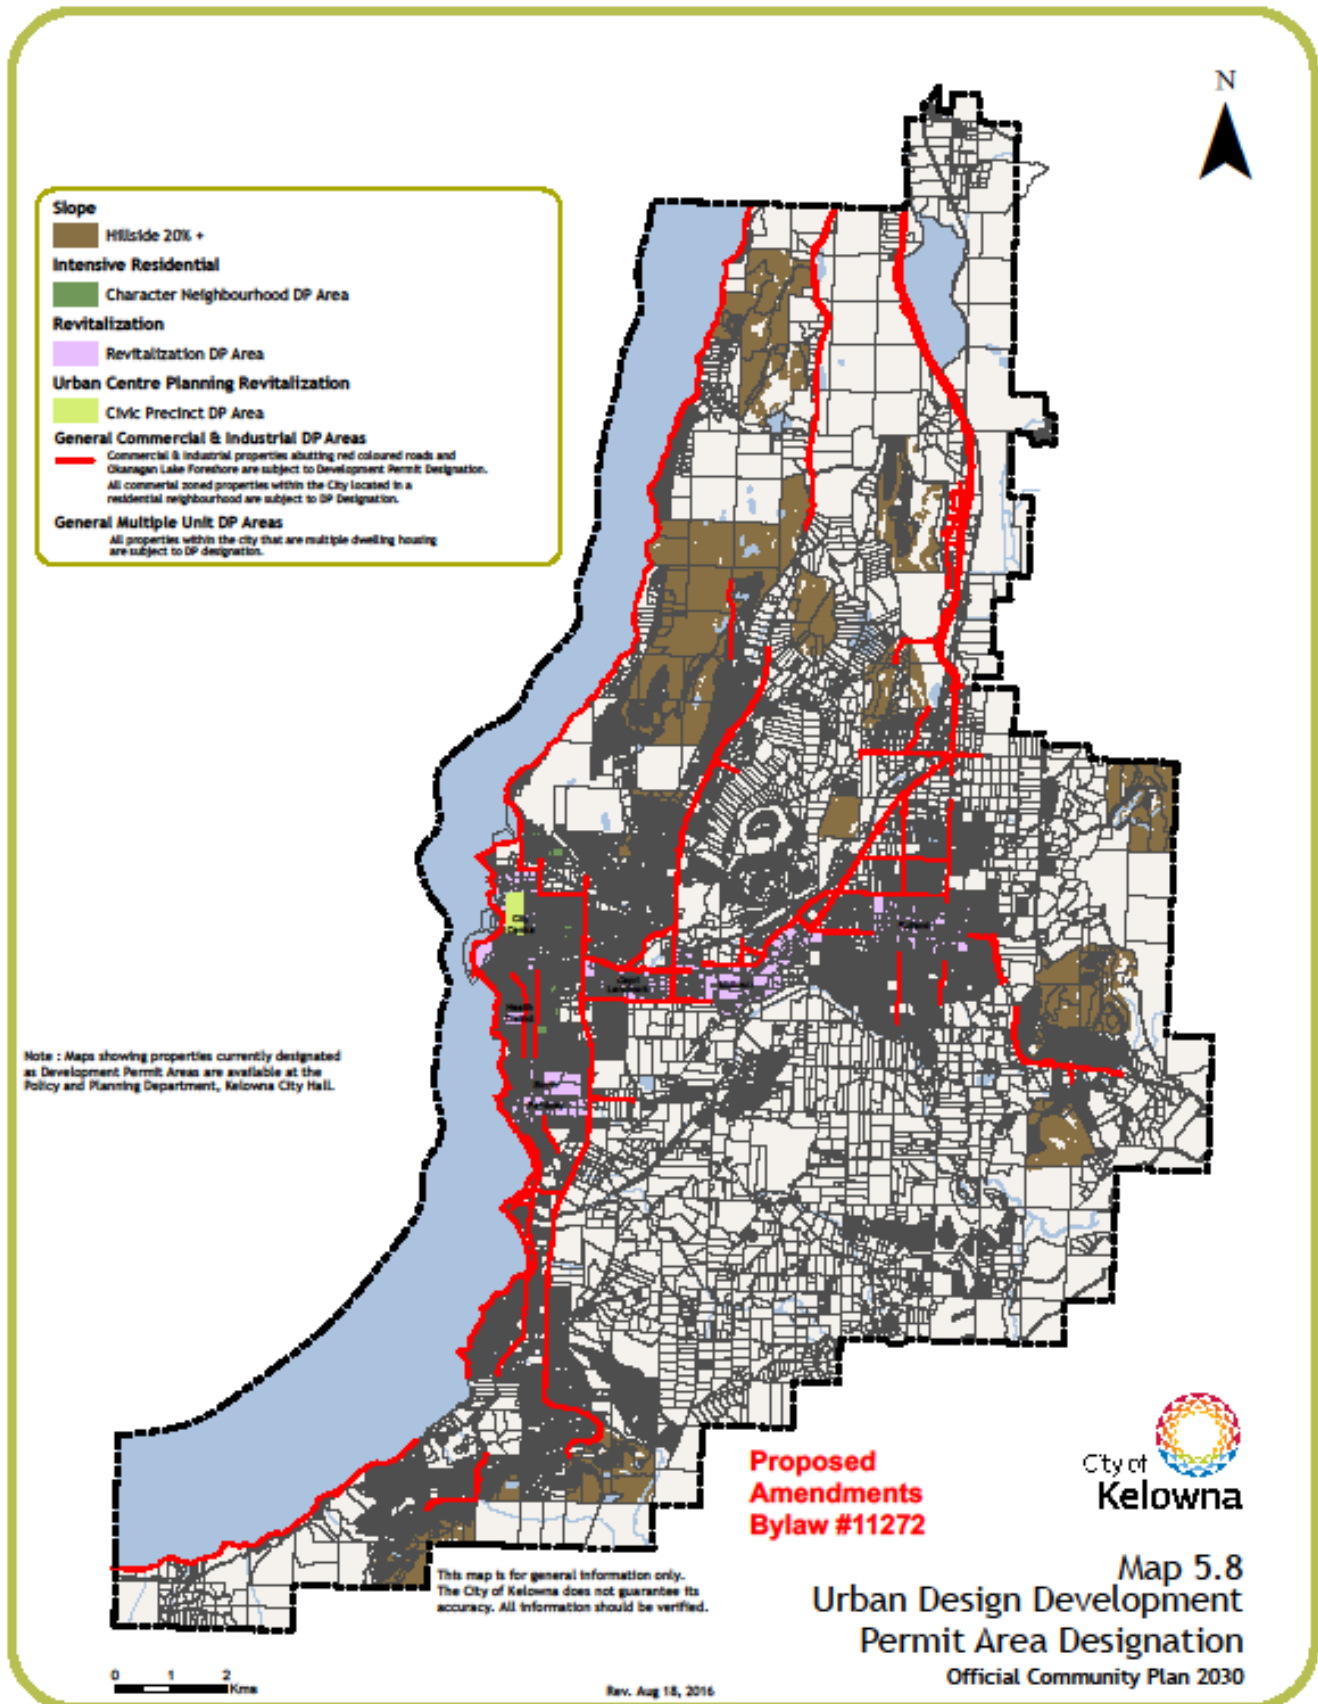 N
Slope
Hillside 20% +
Intensive Residential
Character Neighbourhood DP Area
Revitalization
Revitalization DP Area
Urban Centre Planning Revitalization
Civic Precinct DP Area
General Commercial & Industrial DP Areas
Commercial & Industrial properties abutting red coloured roads and
Okanagan Lake Foreshore are subject to Development Permit Designation.
All commerial zoned properties within the City located in a
residential neighbourhood are subject to DP Designation.
General Multiple Unit DP Areas
All properties within the city that are multiple dwelling housing
are subject to DP designation.
Note : Maps showing properties currently designated
as Development Permit Areas are available at the
Policy and Planning Department, Kelowna City Hall.
Proposed
Amendments
Bylaw #11272
City of
Kelowna
Map 5.8
Urban Design Development
Permit Area Designation
Official Community Plan 2030
This map is for general information only.
The City of Kelowna does not guarantee its
accuracy. All information should be verified.
0 1 2
Kms
Rev. Aug 18, 2016